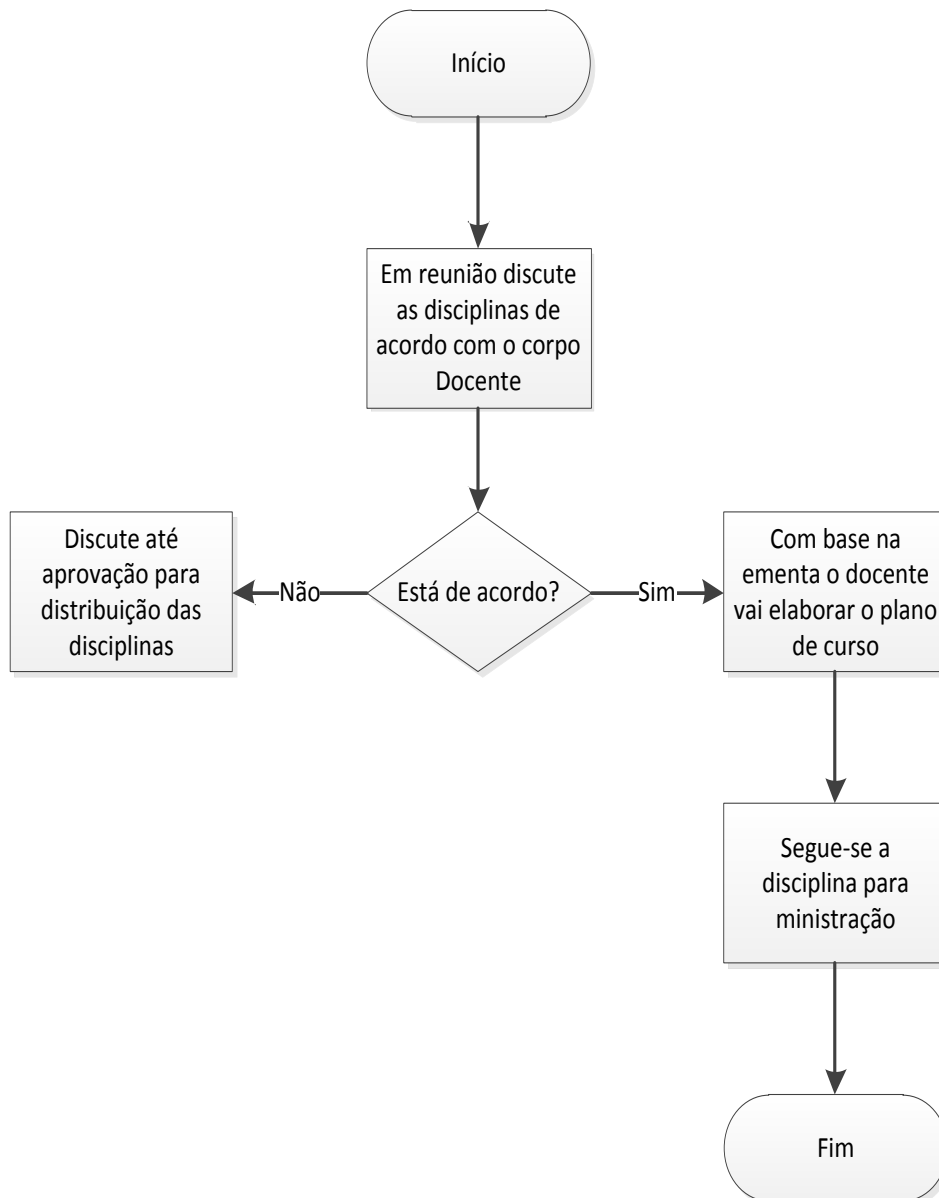 Início
Em reunião discute
as disciplinas de
acordo com o corpo
Docente
Discute até
aprovação para
distribuição das
disciplinas
Não
Está de acordo?
Sim
Com base na
ementa o docente
vai elaborar o plano
de curso
Segue-se a
disciplina para
ministração
Fim